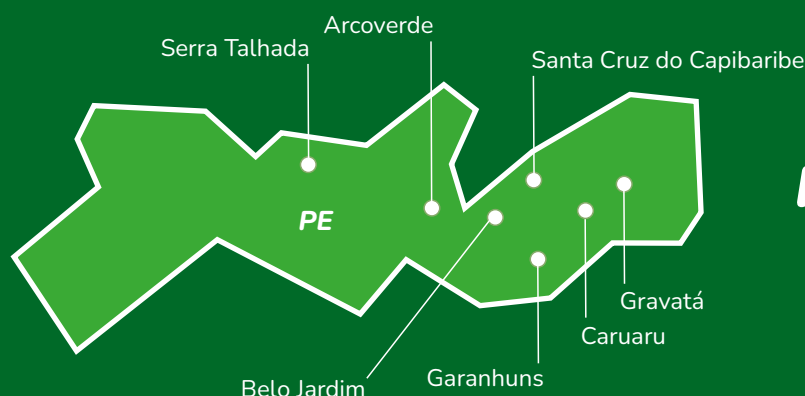 Arcoverde
Serra Talhada
Santa Cruz do Capibaribe
PE
Gravatá
Caruaru
Garanhuns
Belo Jardim